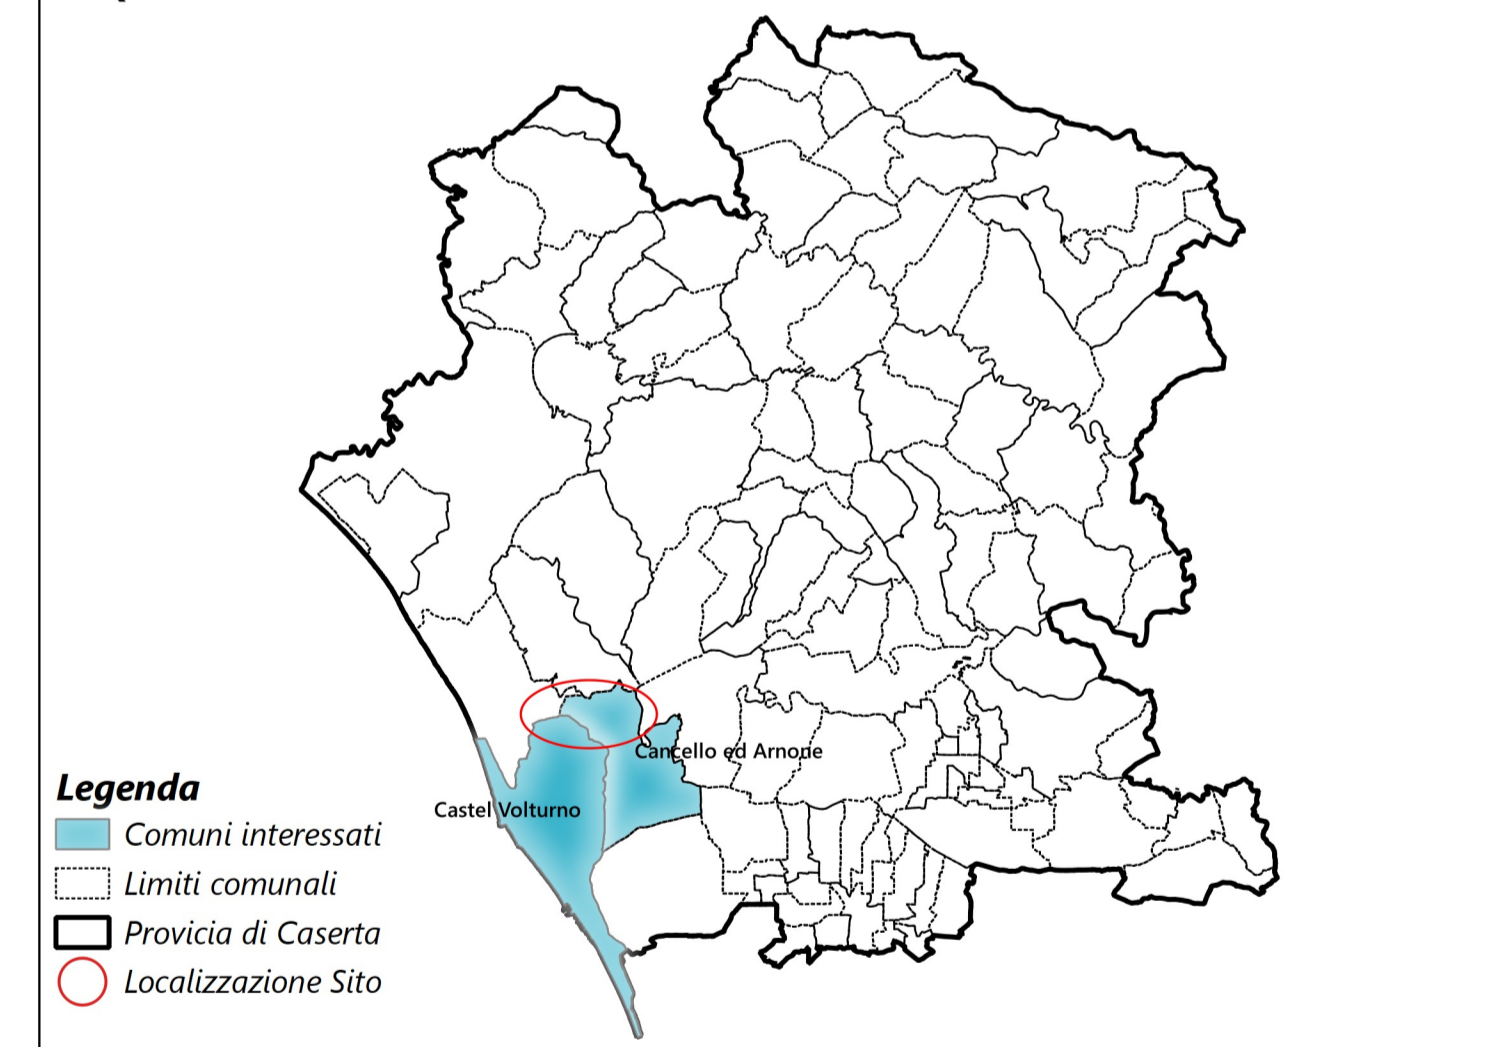 Cancello ed Arnone
Castel Volturno
Legenda
Comuni interessati
Limiti comunali
Provicia di Caserta
Localizzazione Sito